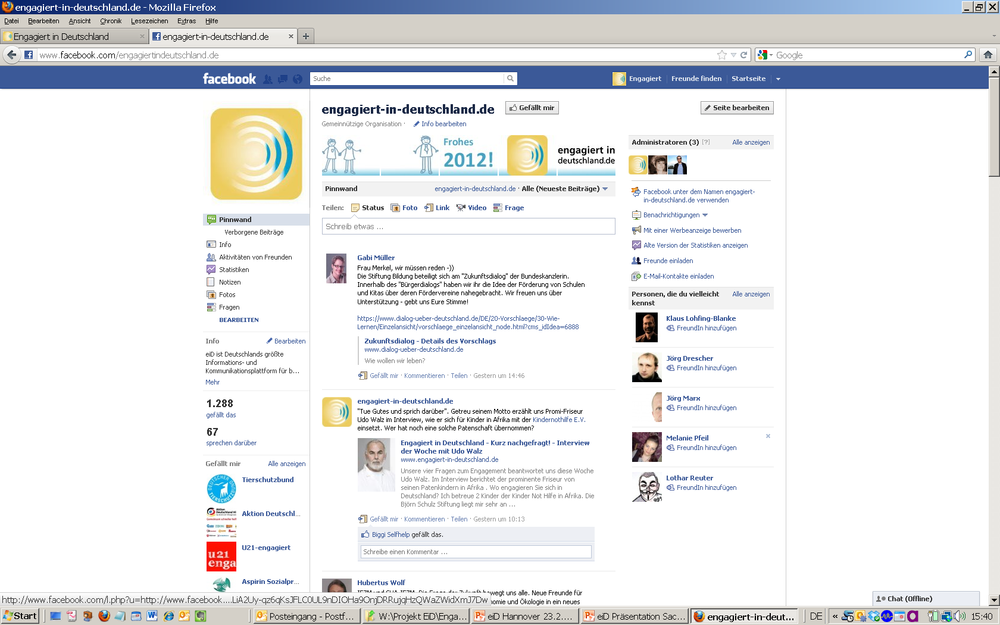 engagiert-in-deutschland.de - Mozilla Firefox
Datei Bearbeiten Ansicht Chronik Lesezeichen Extras Hilfe
Engagiert in Deutschland
engagiert-in-deutschland.de
www.facebook.com/engagiertindeutschland.de
Google
facebook
Suche
Engagiert
Freunde finden
Startseite
engagiert-in-deutschland.de
Gefällt mir
Seite bearbeiten
Gemeinnützige Organisation ·
Info bearbeiten
Frohes
2012!
engagiert in
deutschland.de
Pinnwand
engagiert-in-deutschland.de · Alle (Neueste Beiträge)
Teilen: Status Foto Link Video Frage
Schreib etwas ...
Pinnwand
Verborgene Beiträge
Info
Aktivitäten von Freunden
Statistiken
Notizen
Fotos
Fragen
BEARBEITEN
Info
Bearbeiten
eiD ist Deutschlands größte
Informations- und
Kommunikationsplattform für b...
Mehr
1.288
gefällt das
67
sprechen darüber
Gefällt mir
Alle anzeigen
DEUTSCHER
TIERSCHUTZBUND
Tierschutzbund
Aktion
Deutschland Hi
Gemeinsam schneller helf
Aktion Deutschl...
u21
enga
U21-engagiert
Aspirin Sozialpr...
Gabi Müller
Frau Merkel, wir müssen reden -))
Die Stiftung Bildung beteiligt sich am "Zukunftsdialog" der Bundeskanzlerin.
Innerhalb des "Bürgerdialogs" haben wir ihr die Idee der Förderung von Schulen
und Kitas über deren Fördervereine nahegebracht. Wir freuen uns über
Unterstützung - gebt uns Eure Stimme!
https://www.dialog-ueber-deutschland.de/DE/20-Vorschlaege/30-Wie-
Lernen/Einzelansicht/vorschlaege_einzelansicht_node.html?cms_idIdea=6888
Zukunftsdialog - Details des Vorschlags
www.dialog-ueber-deutschland.de
Wie wollen wir leben?
Gefällt mir · Kommentieren · Teilen · Gestern um 14:46
engagiert-in-deutschland.de
"Tue Gutes und sprich darüber". Getreu seinem Motto erzählt uns Promi-Friseur
Udo Walz im Interview, wie er sich für Kinder in Afrika mit der Kindernothilfe E.V.
einsetzt. Wer hat noch eine solche Patenschaft übernommen?
Engagiert in Deutschland - Kurz nachgefragt! - Interview
der Woche mit Udo Walz
www.engagiert-in-deutschland.de
Unsere vier Fragen zum Engagement beantwortet uns diese Woche
Udo Walz. Im Interview berichtet der prominente Friseur von
seinen Patenkindern in Afrika . Wo engagieren Sie sich in
Deutschland? Ich betreue 2 Kinder der Kinder Not Hilfe in Afrika. Die
Björn Schulz Stiftung liegt mir sehr an ...
Gefällt mir · Kommentieren · Teilen · Gestern um 10:13
Biggi Selfhelp gefällt das.
Schreibe einen Kommentar ...
Hubertus Wolf
bewegt uns alle. Neue Freunde für
nomie und Ökologie in ein neues
Administratoren (3) [?]
Alle anzeigen
Facebook unter dem Namen engagiert-
in-deutschland.de verwenden
Benachrichtigungen
Mit einer Werbeanzeige bewerben
Alte Version der Statistiken anzeigen
Freunde einladen
E-Mail-Kontakte einladen
Personen, die du vielleicht
kennst
Alle anzeigen
Klaus Lohfing-Blanke
FreundIn hinzufügen
Jörg Drescher
FreundIn hinzufügen
Jörg Marx
FreundIn hinzufügen
Melanie Pfeil
FreundIn hinzufügen
Lothar Reuter
FreundIn hinzufügen
Chat (Offline)
http://www.facebook.com/l.php?u=http://www.facebook....LiA2Uy-qz6qKsJFLC0UL9nDIOHa9OnjDRRujqHzQWaZWidXmJ7Dw
Start
Posteingang - Postf...
W:\Projekt EiD\Enga...
eiD Hannover 23.2....
eiD Präsentation Sac...
engagiert-in-deut...
DE
15:40